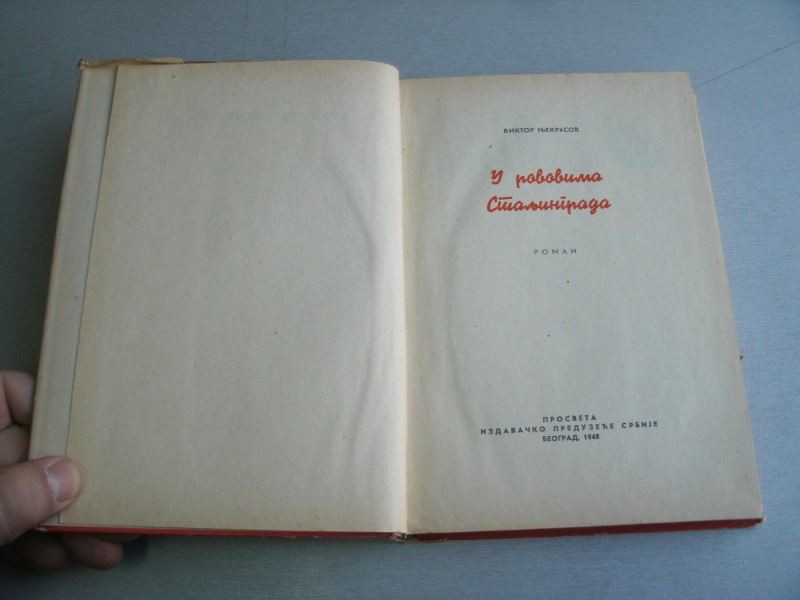 ВИКТОР ЊЕКРАСОВ
У рововима
Стаљинграда
РОМАН
ПРОСВЕТА
ИЗДАВАЧКО ПРЕДУЗЕЋЕ СРБИЈЕ
БЕОГРАД, 1948